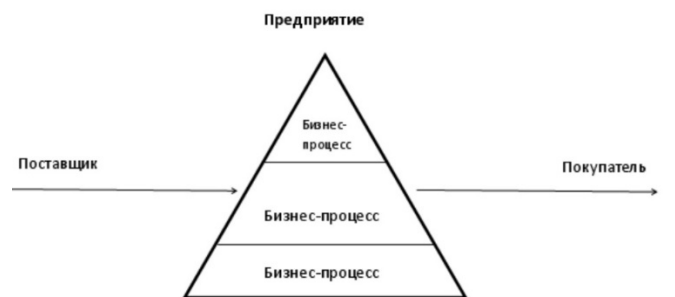 Предприятие
Бизнес-
процесс
Поставщик
Покупатель
Бизнес-процесс
Бизнес-процесс